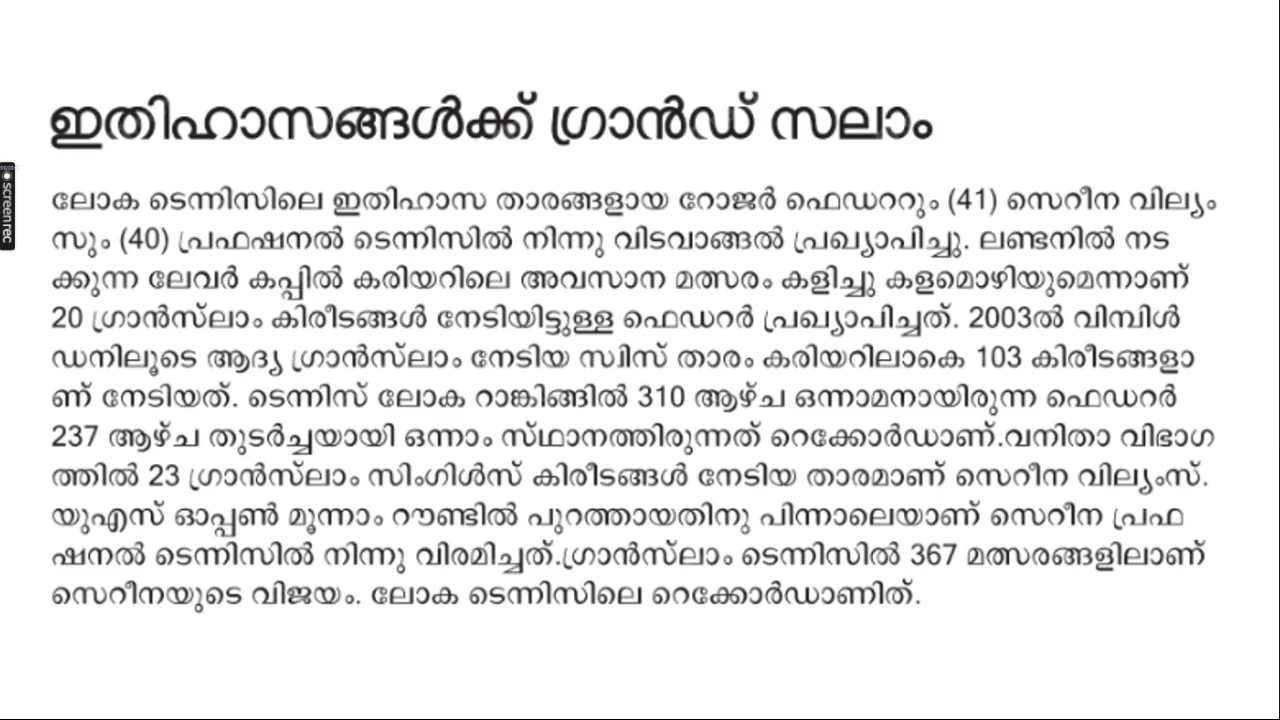 ഇതിഹാസങ്ങൾക്ക് ഗ്രാൻഡ് സലാം
ലോക ടെന്നിസിലെ ഇതിഹാസ താരങ്ങളായ റോജർ ഫെഡററും (41) സെറീന വില്യം
സും (40) പ്രഫഷനൽ ടെന്നിസിൽ നിന്നു വിടവാങ്ങൽ പ്രഖ്യാപിച്ചു. ലണ്ടനിൽ നട
ക്കുന്ന ലേവർ കപ്പിൽ കരിയറിലെ അവസാന മത്സരം കളിച്ചു കളമൊഴിയുമെന്നാണ്
20 ഗ്രാൻസ്‌ലാം കിരീടങ്ങൾ നേടിയിട്ടുള്ള ഫെഡറർ പ്രഖ്യാപിച്ചത്. 2003ൽ വിമ്പിൾ
ഡനിലൂടെ ആദ്യ ഗ്രാൻസ്‌ലാം നേടിയ സ്വിസ് താരം കരിയറിലാകെ 103 കിരീടങ്ങളാ
ണ് നേടിയത്. ടെന്നിസ് ലോക റാങ്കിങ്ങിൽ 310 ആഴ്ച ഒന്നാമനായിരുന്ന ഫെഡറർ
237 ആഴ്ച തുടർച്ചയായി ഒന്നാം സ്ഥാനത്തിരുന്നത് റെക്കോർഡാണ്.വനിതാ വിഭാഗ
ത്തിൽ 23 ഗ്രാൻസ്‌ലാം സിംഗിൾസ് കിരീടങ്ങൾ നേടിയ താരമാണ് സെറീന വില്യംസ്.
യുഎസ് ഓപ്പൺ മൂന്നാം റൗണ്ടിൽ പുറത്തായതിനു പിന്നാലെയാണ് സെറീന പ്രഫ
ഷനൽ ടെന്നിസിൽ നിന്നു വിരമിച്ചത്.ഗ്രാൻസ്‌ലാം ടെന്നിസിൽ 367 മത്സരങ്ങളിലാണ്
സെറീനയുടെ വിജയം. ലോക ടെന്നിസിലെ റെക്കോർഡാണിത്.
screenrec